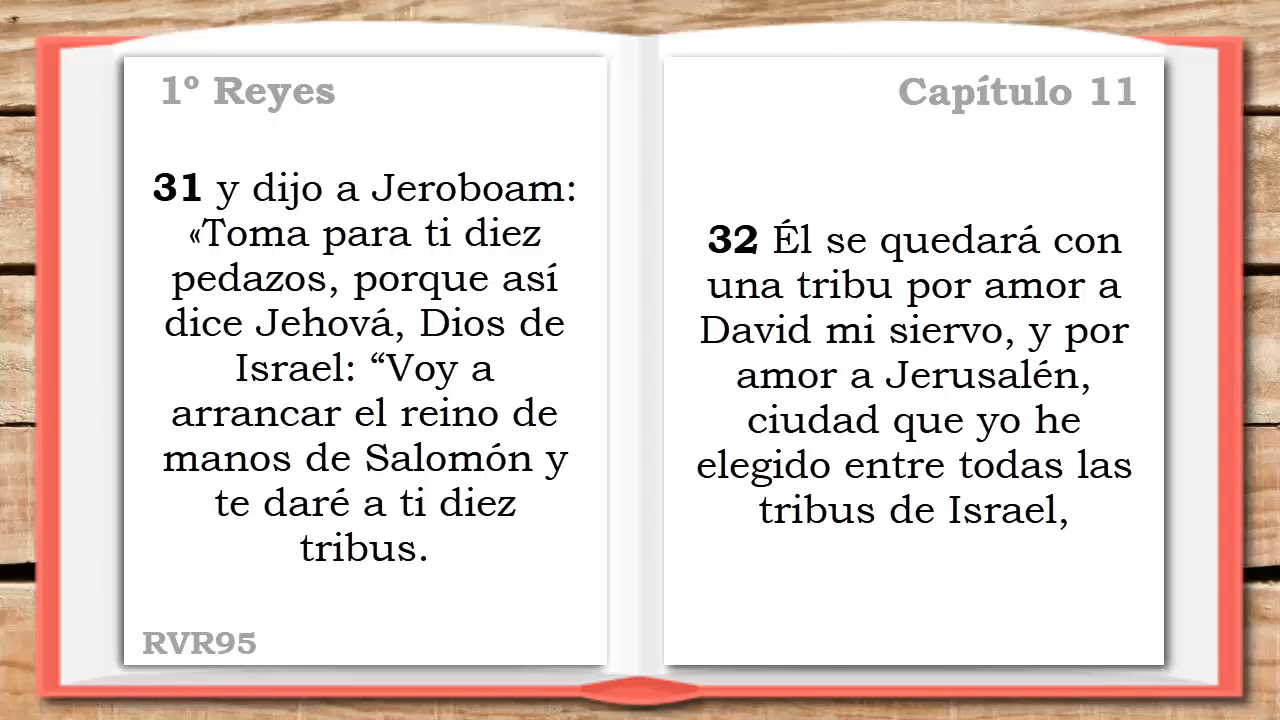 1º Reyes
31 y dijo a Jeroboam:
«Toma para ti diez
pedazos, porque así
dice Jehová, Dios de
Israel: “Voy a
arrancar el reino de
manos de Salomón y
te daré a ti diez
tribus.
RVR95
Capítulo 11
32 Él se quedará con
una tribu por amor a
David mi siervo, y por
amor a Jerusalén,
ciudad que yo he
elegido entre todas las
tribus de Israel,